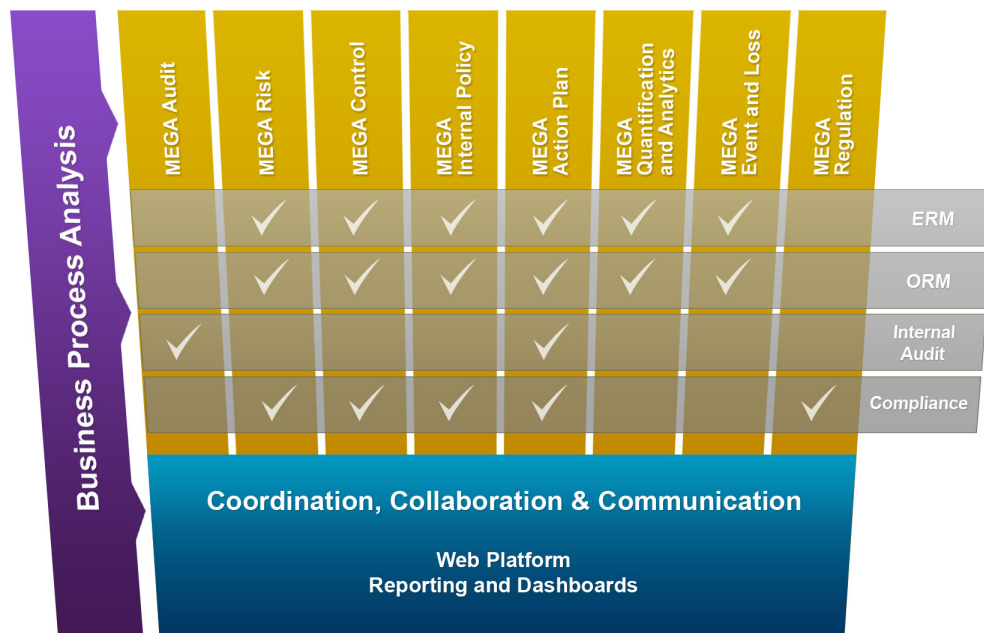 Business Process Analysis
MEGA Audit
MEGA Risk
MEGA Control
MEGA
Internal Policy
MEGA
Action Plan
MEGA
Quantification
and Analytics
MEGA
Event and Loss
MEGA
Regulation
ERM
ORM
Internal
Audit
Compliance
Coordination, Collaboration & Communication
Web Platform
Reporting and Dashboards